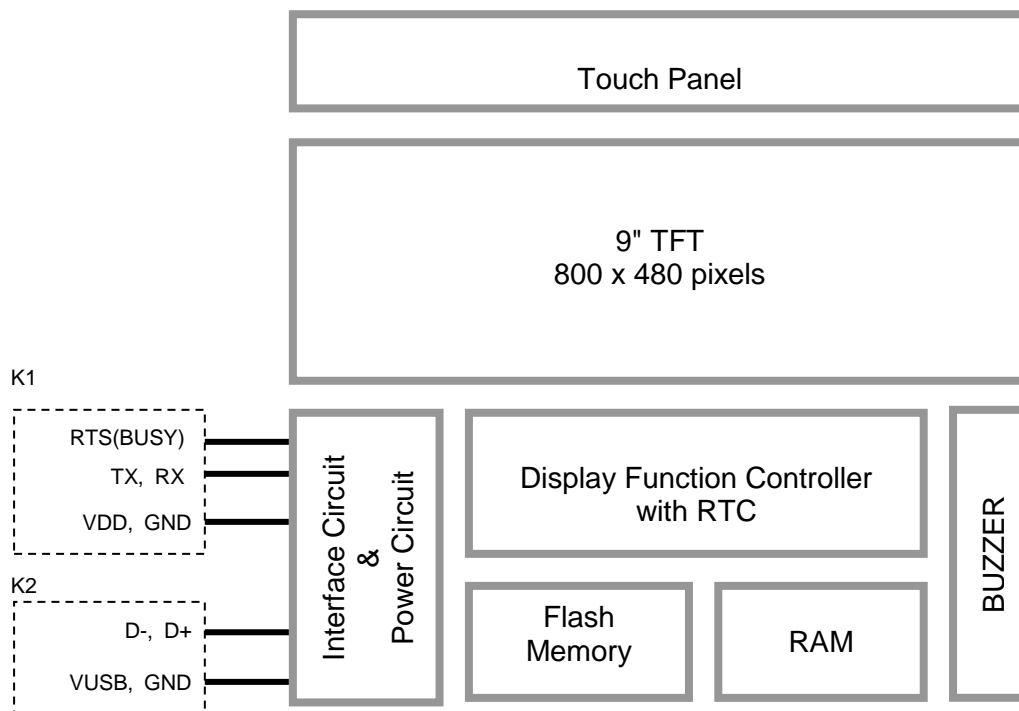 Touch Panel
9" TFT
800 x 480 pixels
K1
RTS(BUSY)
TX, RX
VDD, GND
K2
D-, D+
VUSB, GND
Interface Circuit
&
Power Circuit
Display Function Controller
with RTC
Flash
Memory
RAM
BUZZER